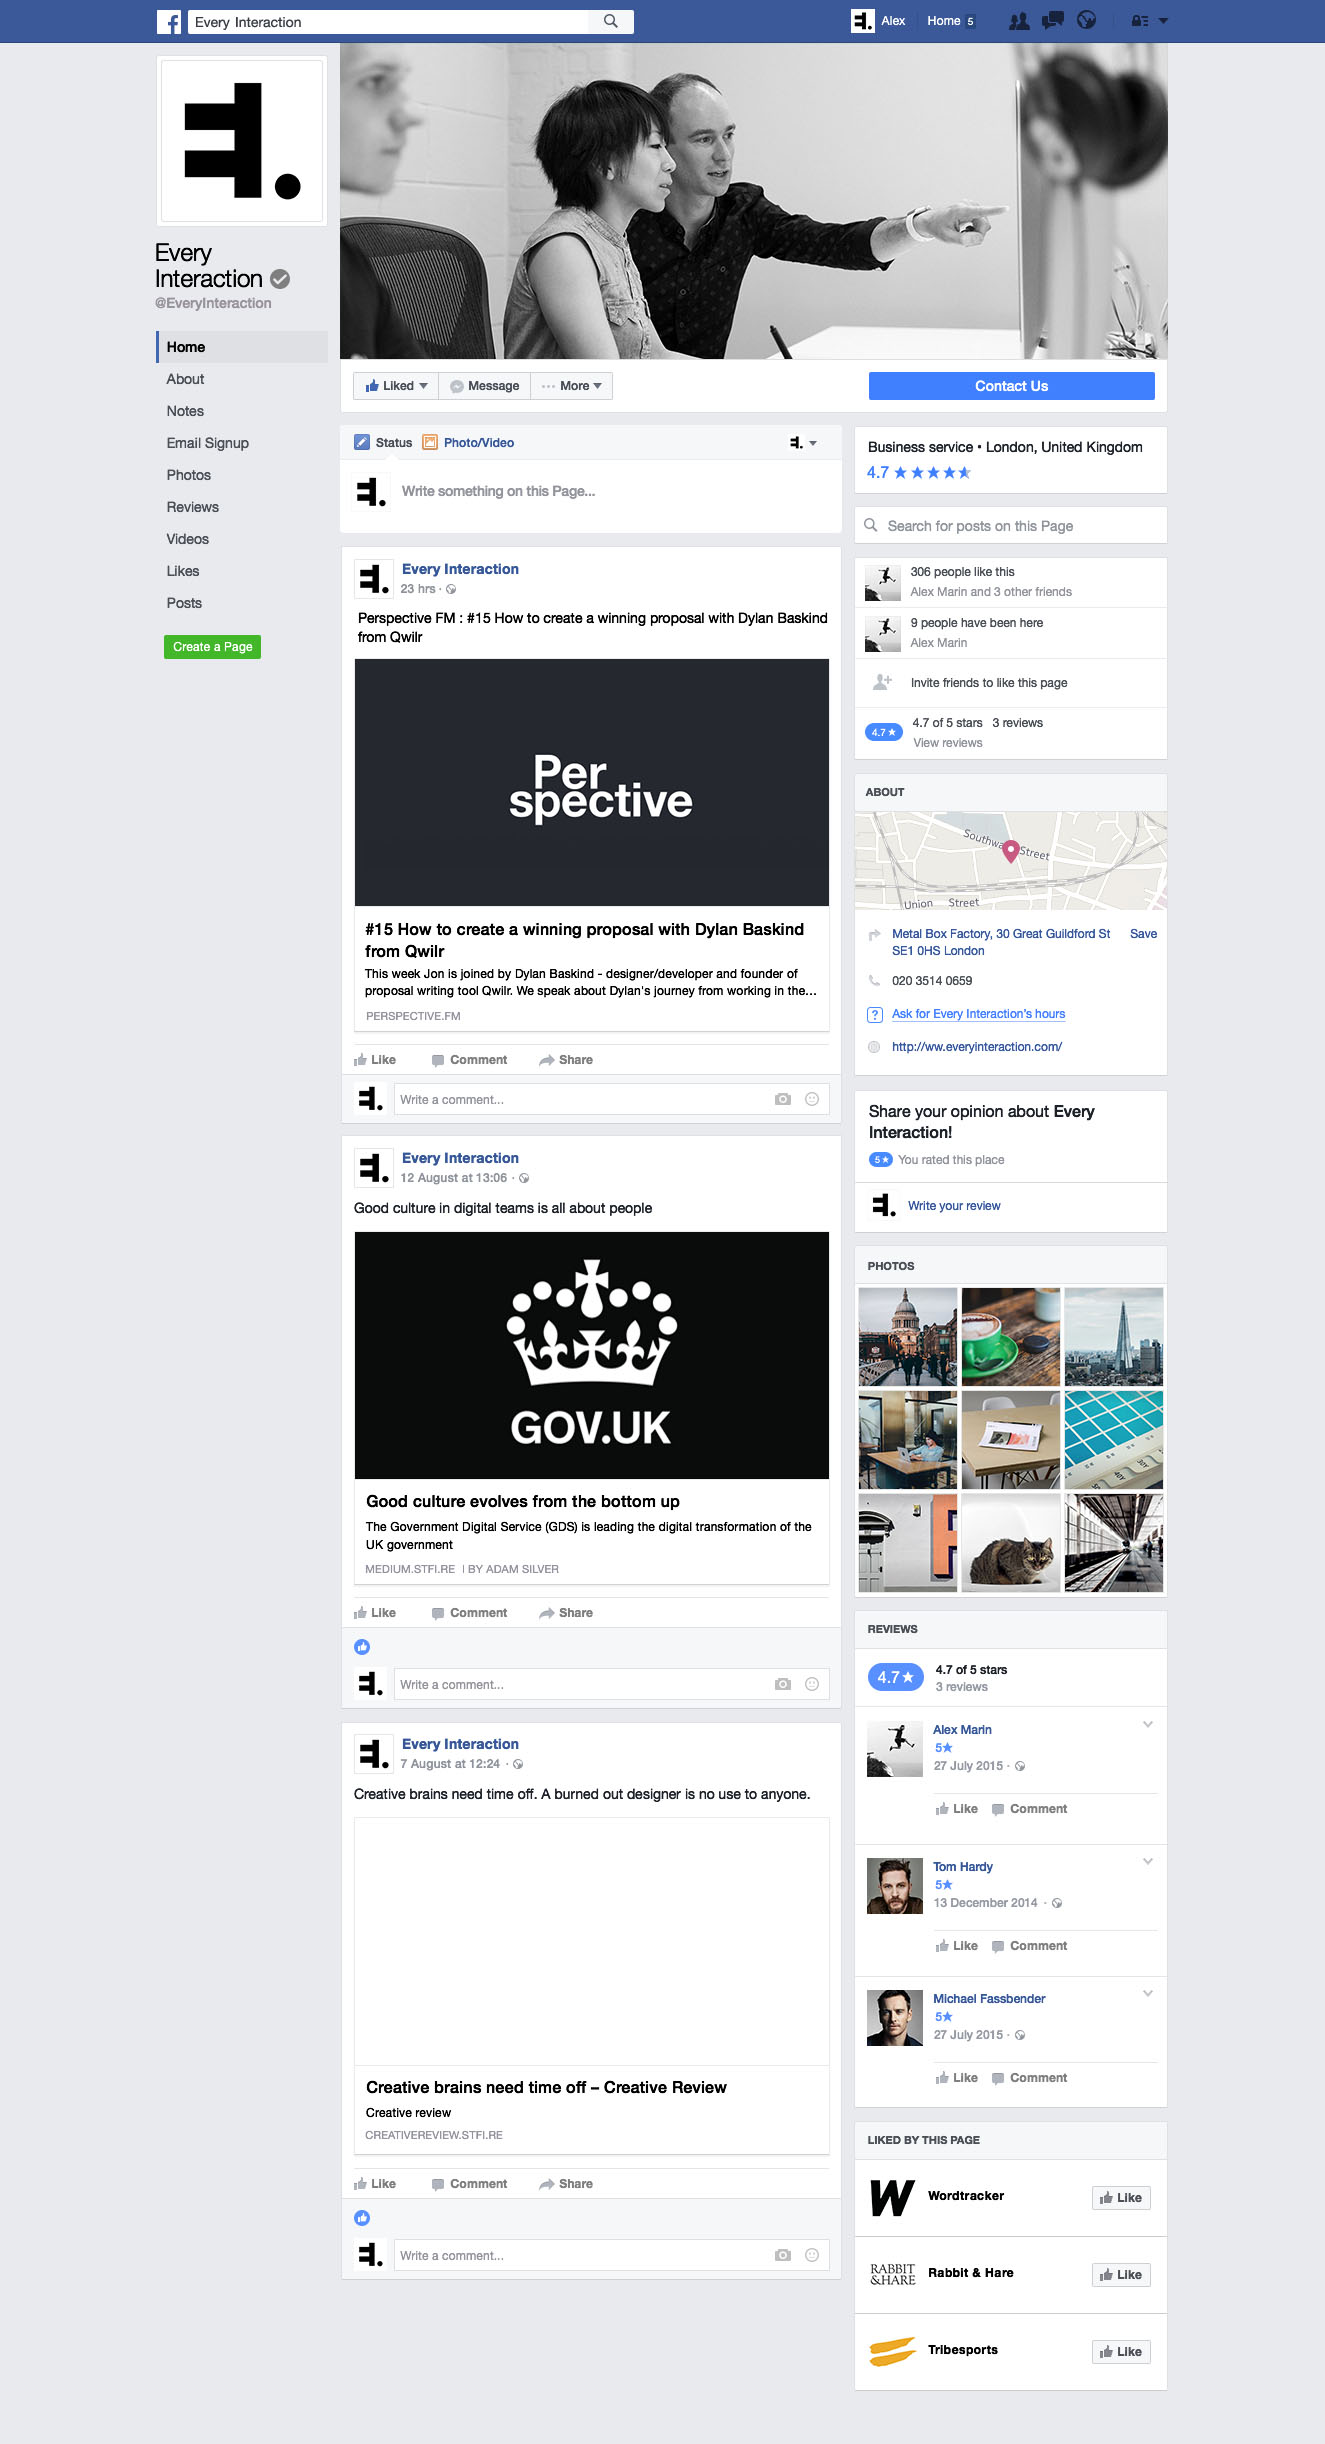 Every Interaction
Alex
Home 5
Every
Interaction
@EveryInteraction
Home
About
Notes
Email Signup
Photos
Reviews
Videos
Likes
Posts
Create a Page
Liked
Message
More
Contact Us
Status
Photo/Video
Write something on this Page...
Every Interaction
23 hrs ·
Perspective FM : #15 How to create a winning proposal with Dylan Baskind
from Qwilr
Per
spective
#15 How to create a winning proposal with Dylan Baskind
from Qwilr
This week Jon is joined by Dylan Baskind - designer/developer and founder of
proposal writing tool Qwilr. We speak about Dylan's journey from working in the...
PERSPECTIVE.FM
Like Comment Share
Write a comment...
Every Interaction
12 August at 13:06 ·
Good culture in digital teams is all about people
GOV.UK
Good culture evolves from the bottom up
The Government Digital Service (GDS) is leading the digital transformation of the
UK government
MEDIUM.STFI.RE | BY ADAM SILVER
Like Comment Share
Write a comment...
Every Interaction
7 August at 12:24 ·
Creative brains need time off. A burned out designer is no use to anyone.
Creative brains need time off – Creative Review
Creative review
CREATIVEREVIEW.STFI.RE
Like Comment Share
Write a comment...
Business service • London, United Kingdom
4.7
Search for posts on this Page
306 people like this
Alex Marin and 3 other friends
9 people have been here
Alex Marin
Invite friends to like this page
4.7
4.7 of 5 stars 3 reviews
View reviews
ABOUT
Southwa Street
Union Street
Metal Box Factory, 30 Great Guildford St Save
SE1 0HS London
020 3514 0659
Ask for Every Interaction's hours
http://ww.everyinteraction.com/
Share your opinion about Every
Interaction!
5 You rated this place
Write your review
PHOTOS
REVIEWS
4.7
4.7 of 5 stars
3 reviews
Alex Marin
5
27 July 2015 ·
Like Comment
Tom Hardy
5
13 December 2014 ·
Like Comment
Michael Fassbender
5
27 July 2015 ·
Like Comment
LIKED BY THIS PAGE
W
Wordtracker
Like
RABBIT
&HARE
Rabbit & Hare
Like
Tribesports
Like